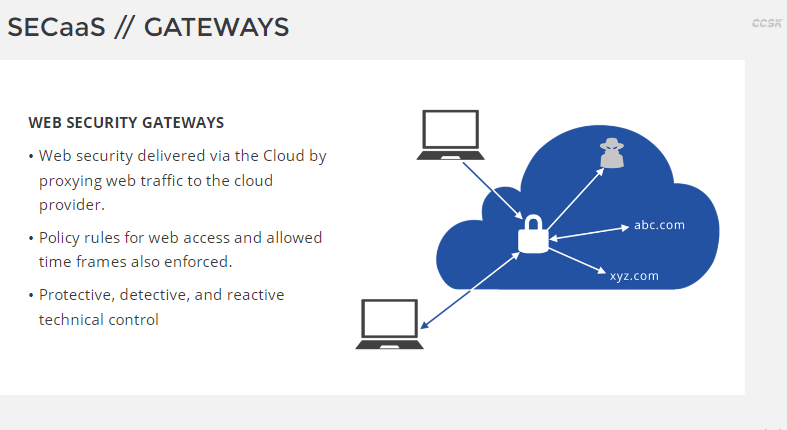 SECaaS // GATEWAYS
CCSK
WEB SECURITY GATEWAYS
• Web security delivered via the Cloud by
proxying web traffic to the cloud
provider.
• Policy rules for web access and allowed
time frames also enforced.
• Protective, detective, and reactive
technical control
abc.com
xyz.com